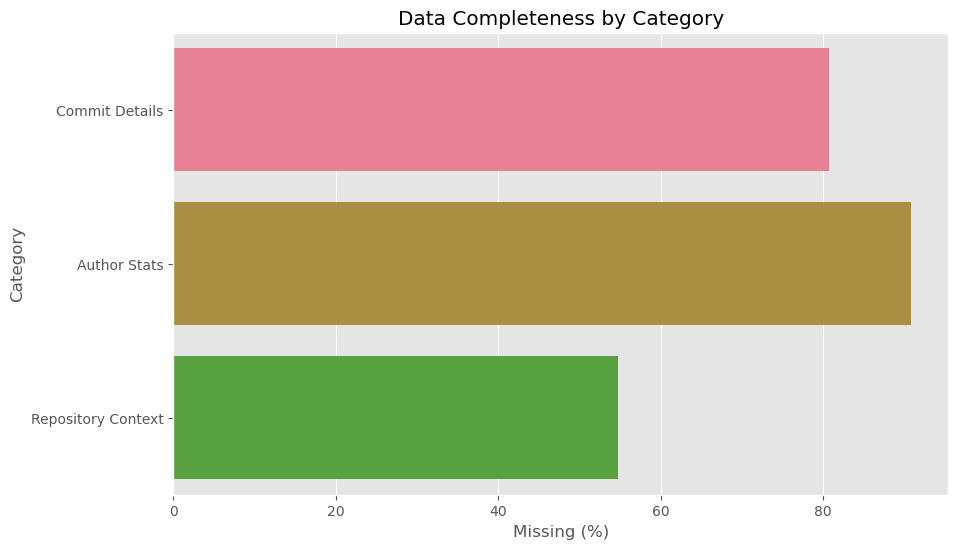 Data Completeness by Category
Category
Commit Details
Author Stats
Repository Context
0 20 40 60 80
Missing (%)